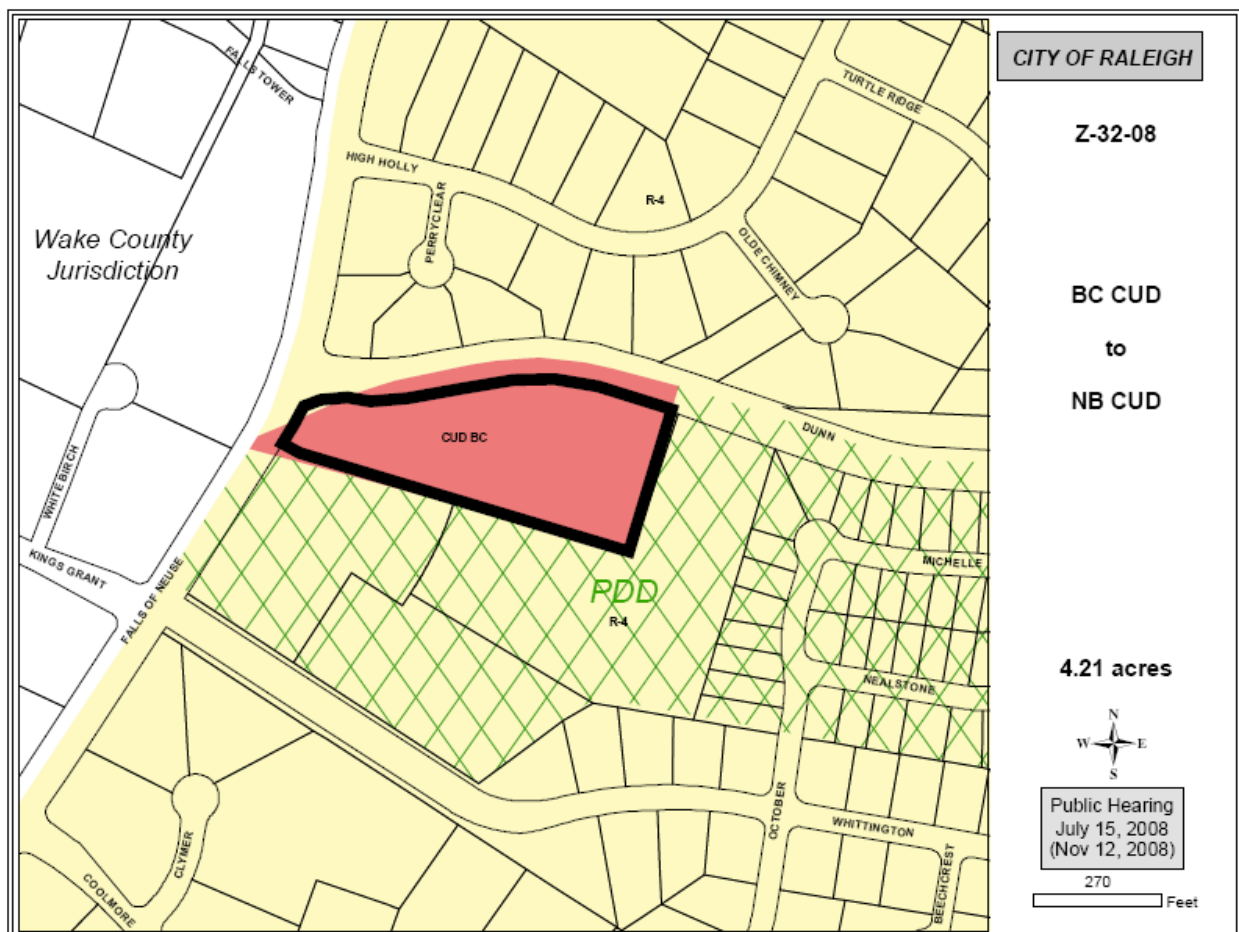 FALLS TOWER
TURTLE RIDGE
HIGH HOLLY
PERRYCLEAR
R-4
OLDE CHIMNEY
Wake County
Jurisdiction
CUD BC
DUNN
WHITE BIRCH
KINGS GRANT
FALLS OF NEUSE
MICHELLE
PDD
R-4
NEALSTONE
OCTOBER
WHITTINGTON
BEECHCREST
CLYMER
COOLMORE
CITY OF RALEIGH
Z-32-08
BC CUD
to
NB CUD
4.21 acres
N
W E
S
Public Hearing
July 15, 2008
(Nov 12, 2008)
270
Feet